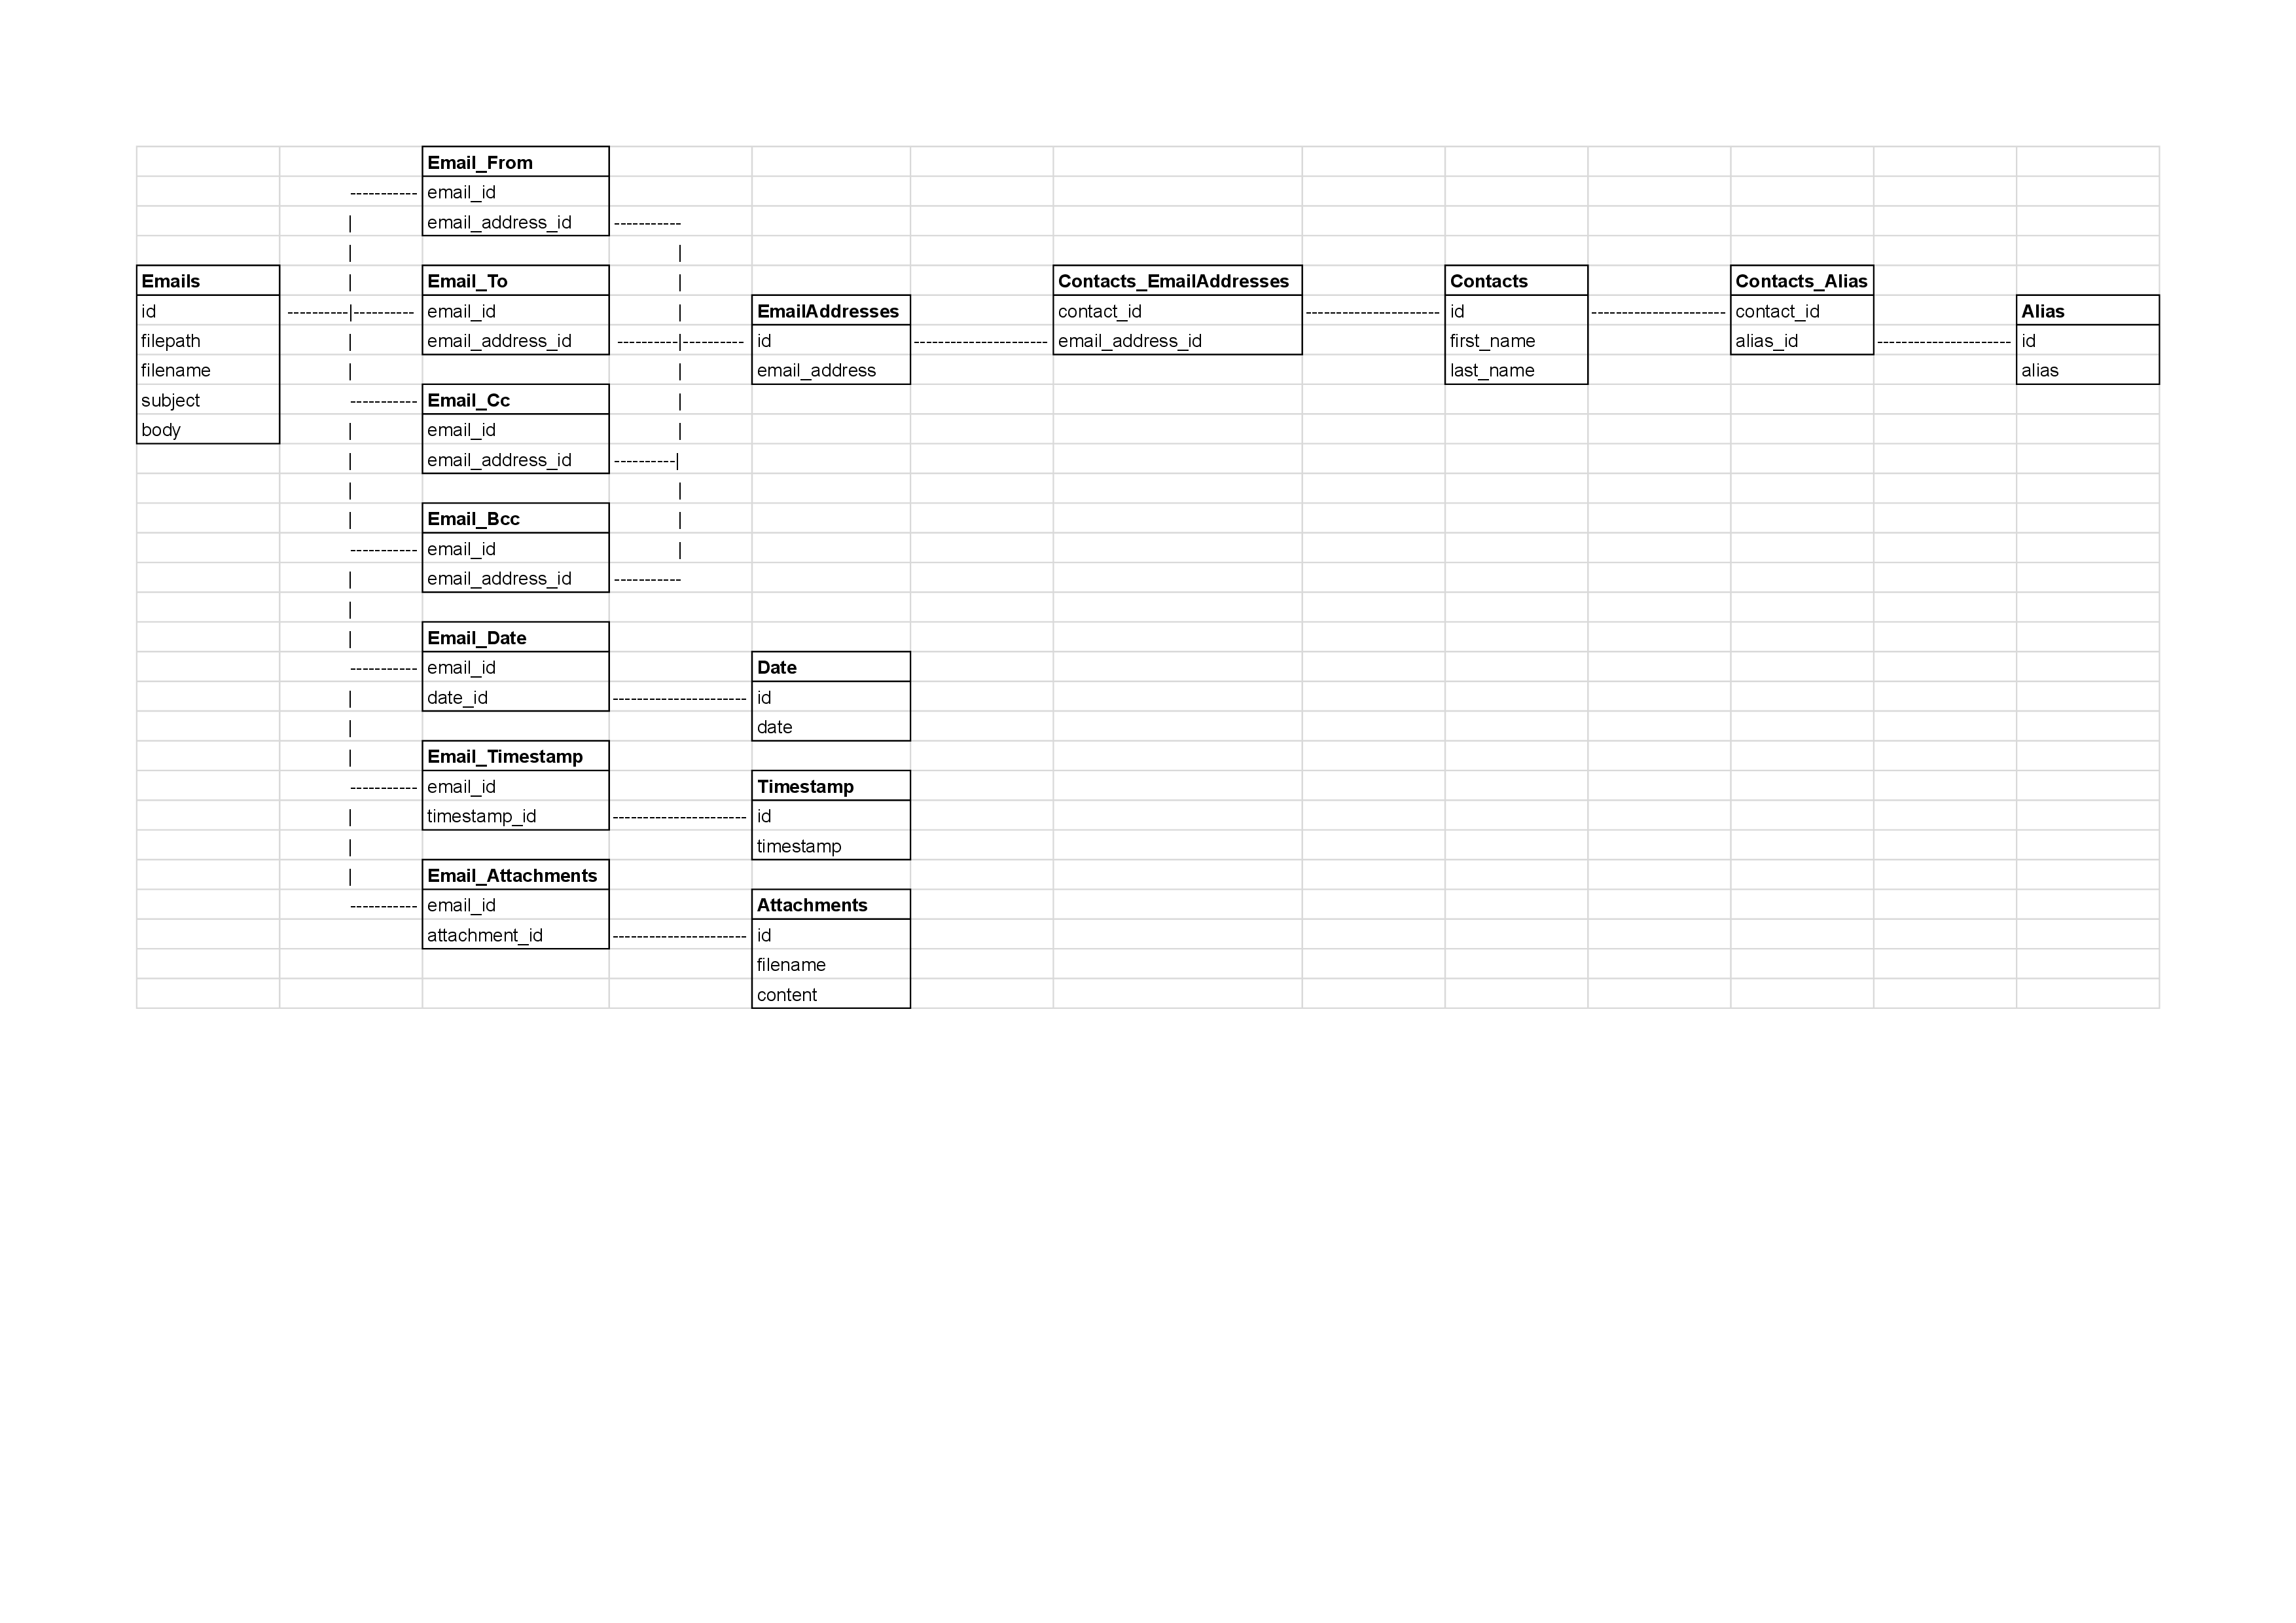 Email_From
----------- email_id
| email_address_id -----------
| |
Emails | Email_To |
id ----------|---------- email_id | EmailAddresses Contacts_EmailAddresses Contacts Contacts_Alias Alias
filepath | email_address_id ----------|---------- id ---------------------- email_address_id contact_id ---------------------- id ---------------------- contact_id
filename | | email_address first_name alias_id ---------------------- id
subject ----------- Email_Cc | last_name alias
body | email_id |
| email_address_id ----------|
| |
| Email_Bcc |
----------- email_id |
| email_address_id -----------
|
| Email_Date
----------- email_id Date
| date_id ---------------------- id
| date
| Email_Timestamp
----------- email_id Timestamp
| timestamp_id ---------------------- id
| timestamp
| Email_Attachments
----------- email_id Attachments
attachment_id ---------------------- id
filename
content